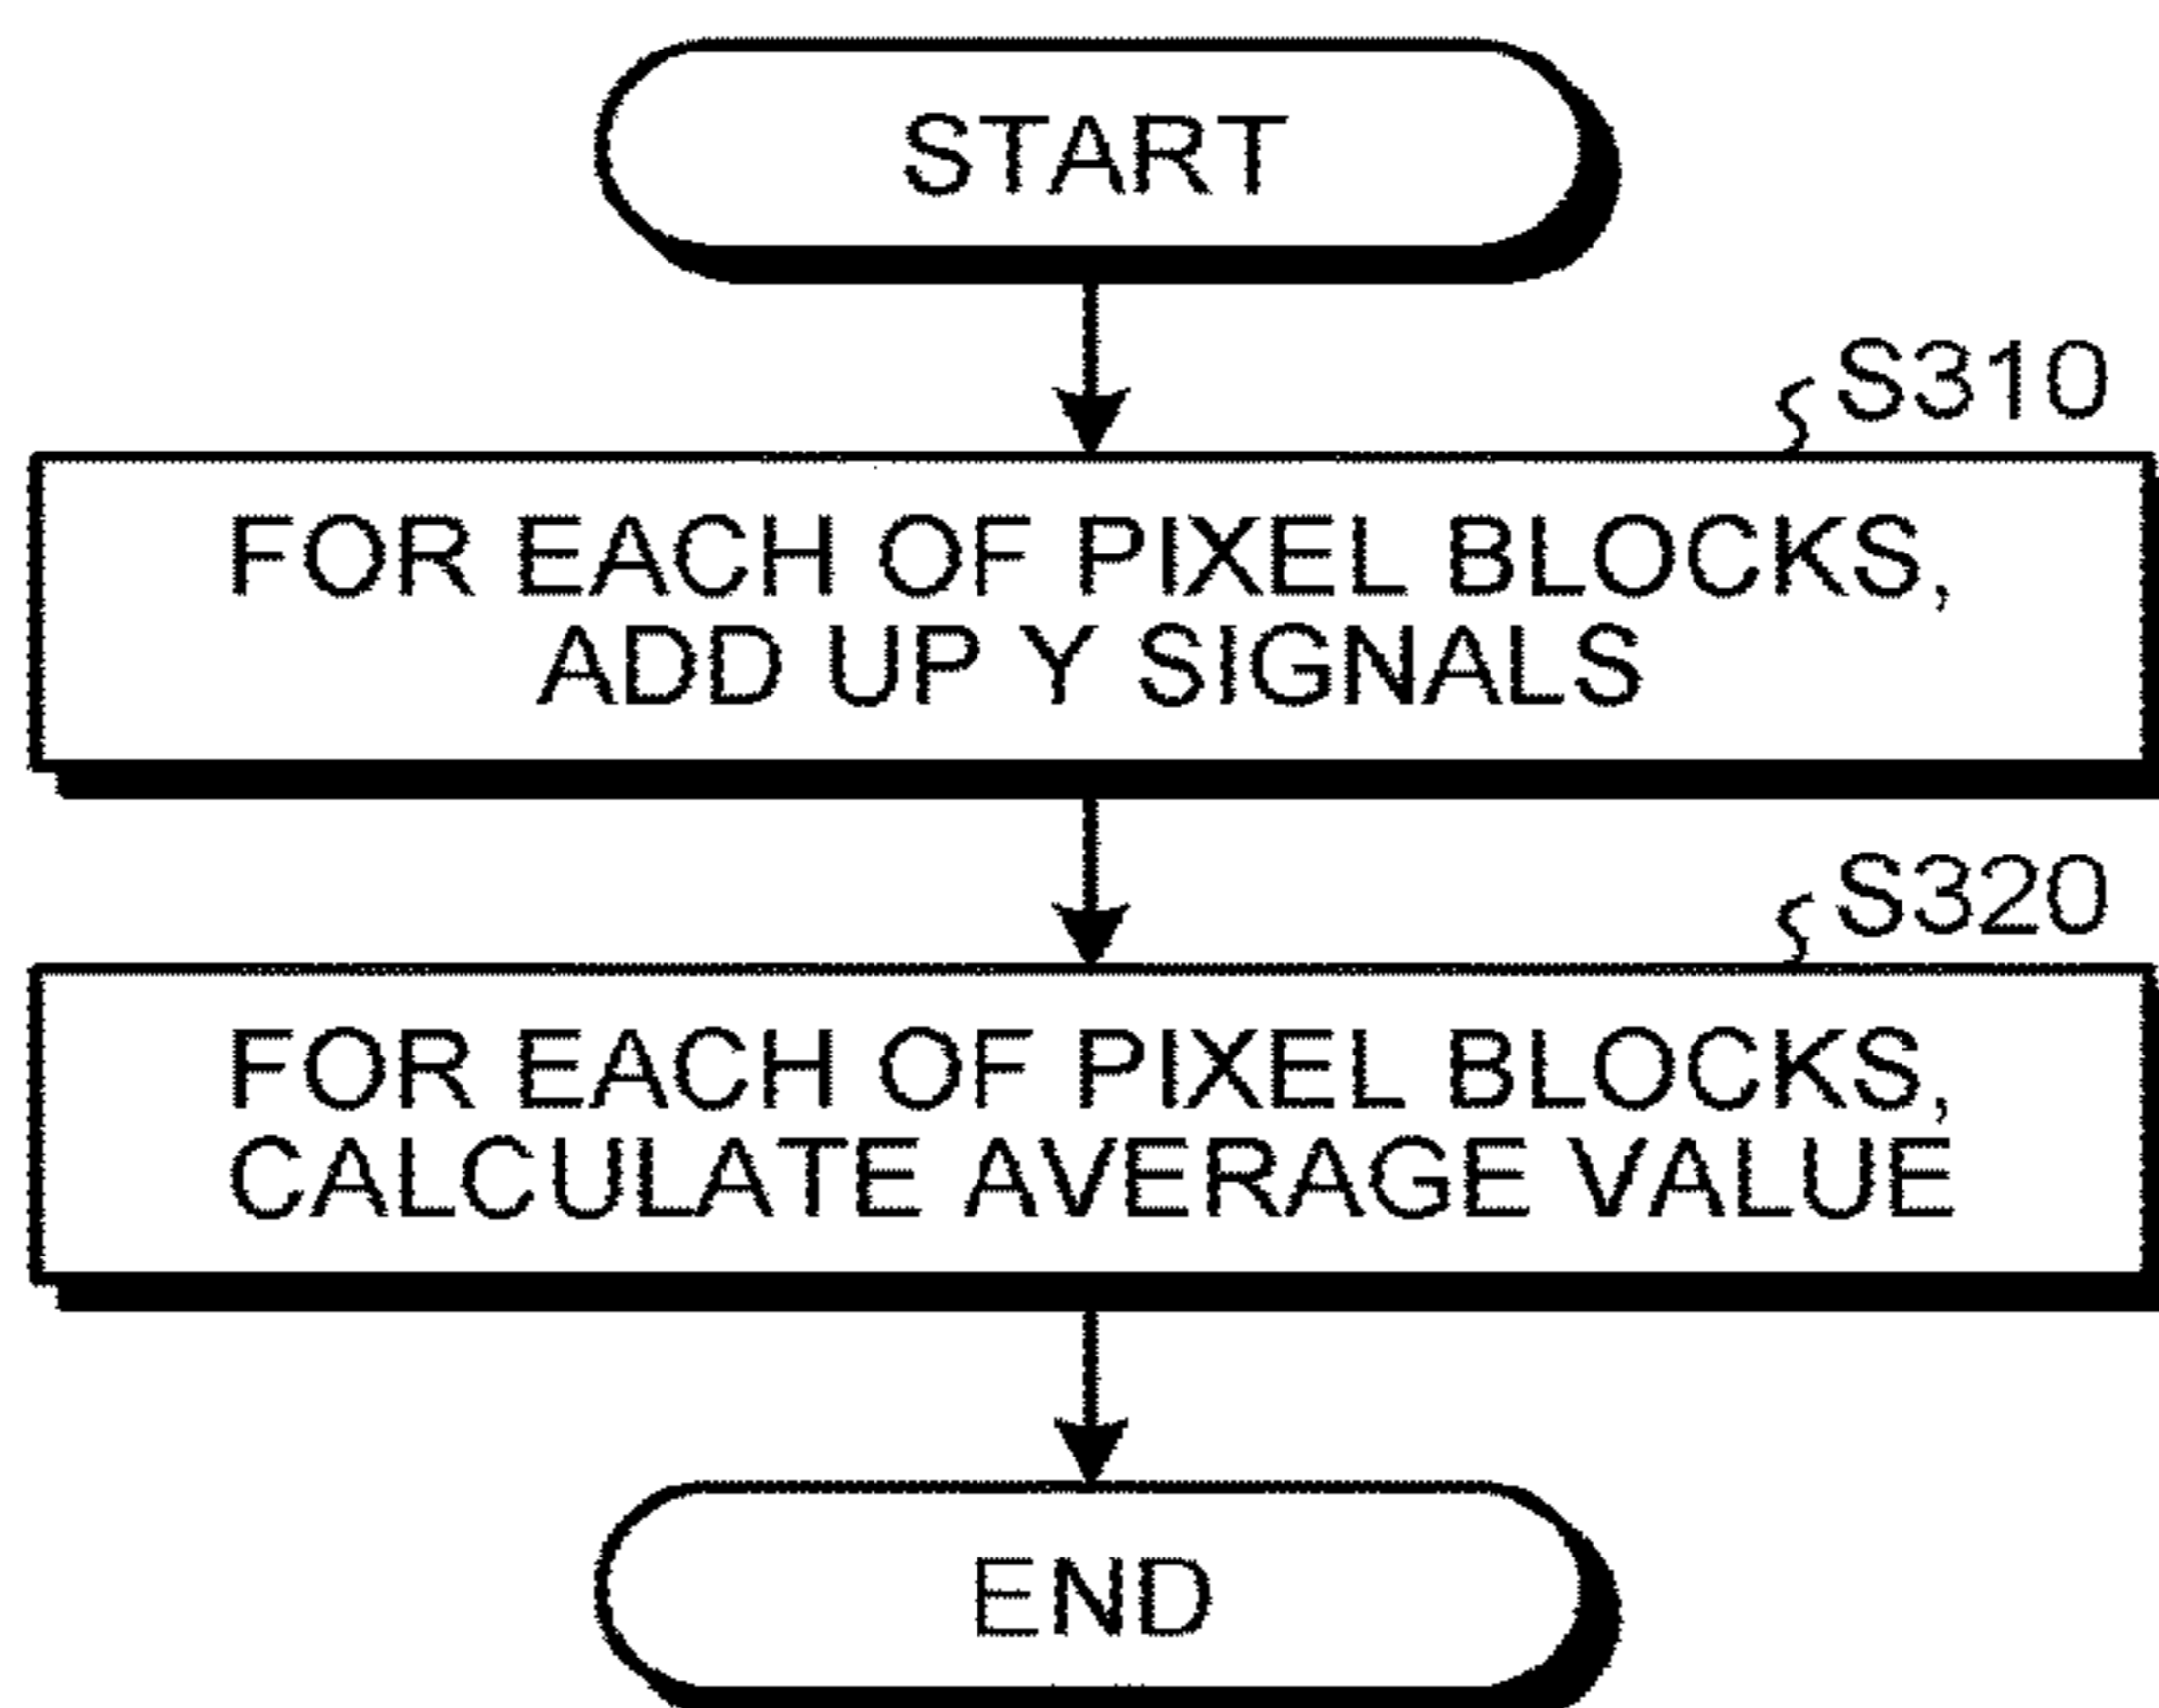 START
S310
FOR EACH OF PIXEL BLOCKS,
ADD UP Y SIGNALS
S320
FOR EACH OF PIXEL BLOCKS,
CALCULATE AVERAGE VALUE
END